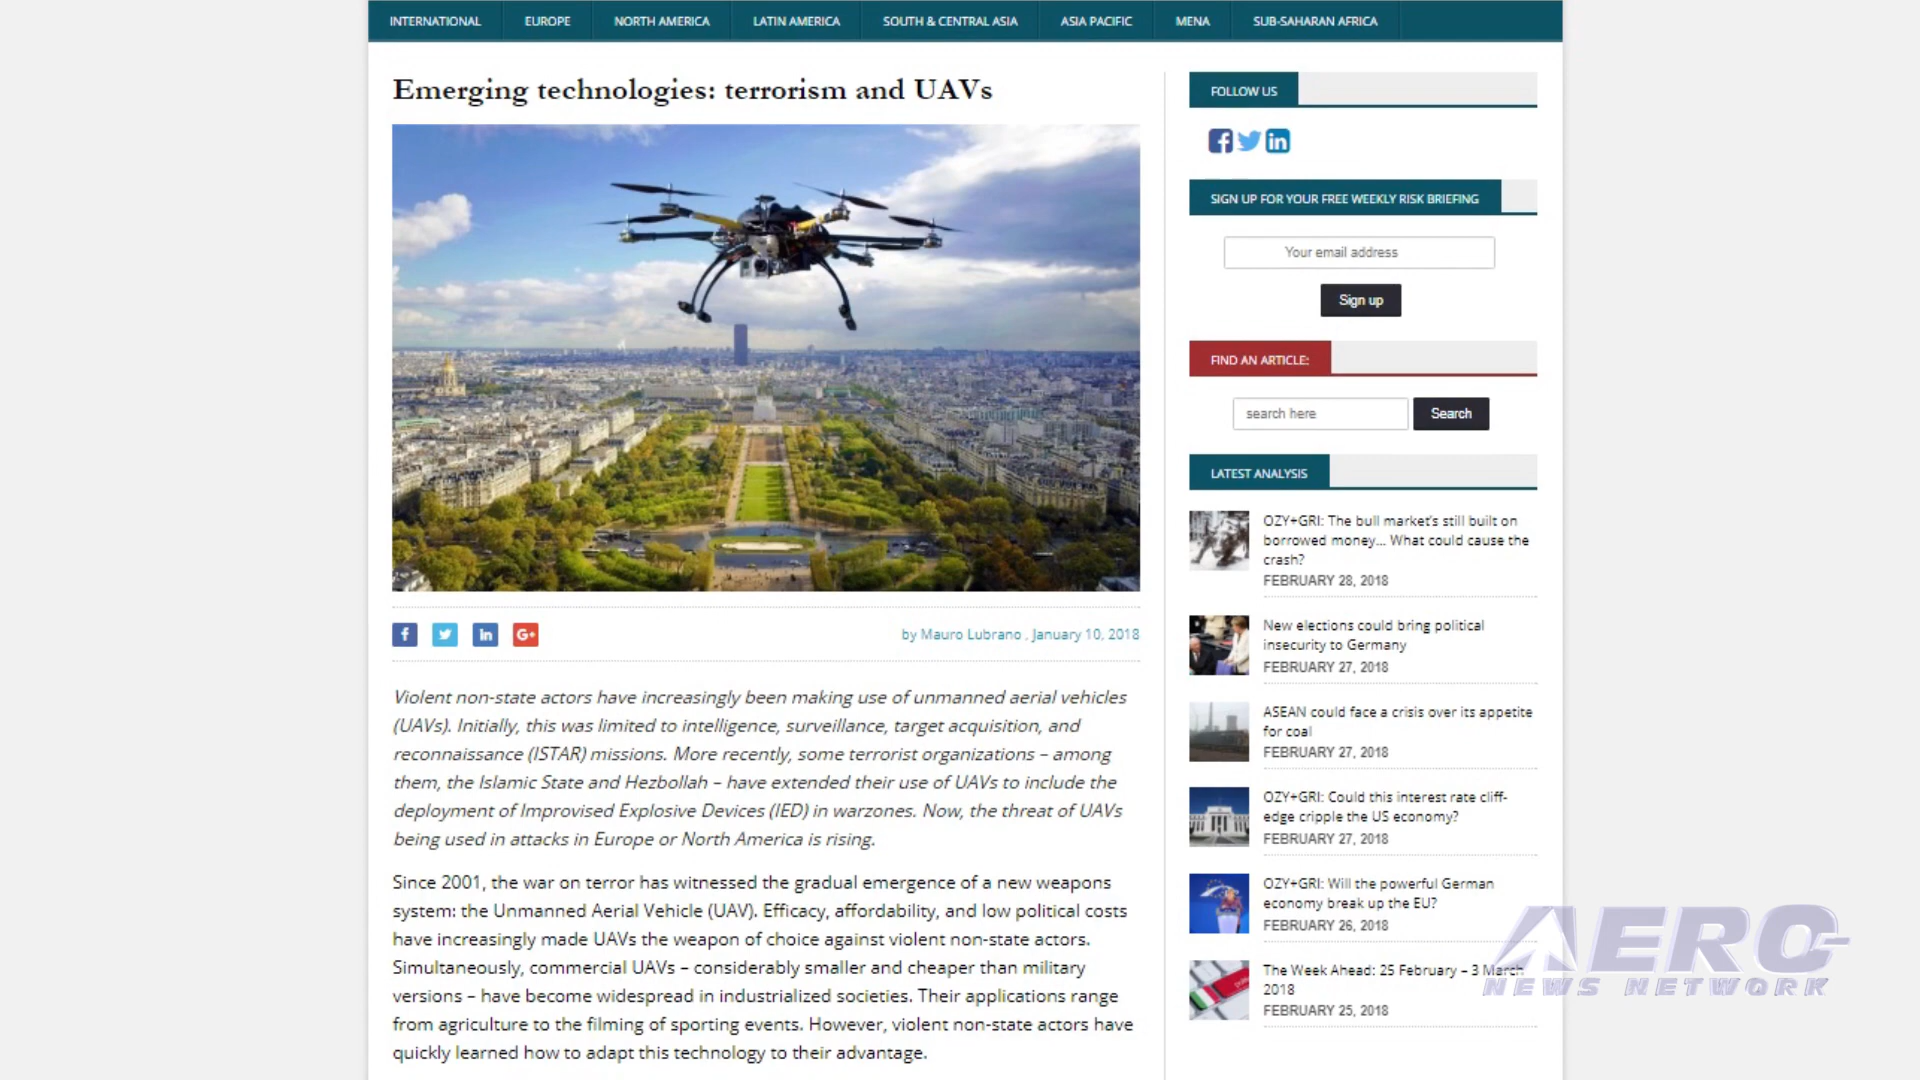 INTERNATIONAL EUROPE NORTH AMERICA LATIN AMERICA SOUTH & CENTRAL ASIA ASIA PACIFIC MENA SUB-SAHARAN AFRICA
Emerging technologies: terrorism and UAVs
by Mauro Lubrano , January 10, 2018
Violent non-state actors have increasingly been making use of unmanned aerial vehicles
(UAVs). Initially, this was limited to intelligence, surveillance, target acquisition, and
reconnaissance (ISTAR) missions. More recently, some terrorist organizations – among
them, the Islamic State and Hezbollah – have extended their use of UAVs to include the
deployment of Improvised Explosive Devices (IED) in warzones. Now, the threat of UAVs
being used in attacks in Europe or North America is rising.
Since 2001, the war on terror has witnessed the gradual emergence of a new weapons
system: the Unmanned Aerial Vehicle (UAV). Efficacy, affordability, and low political costs
have increasingly made UAVs the weapon of choice against violent non-state actors.
Simultaneously, commercial UAVs – considerably smaller and cheaper than military
versions – have become widespread in industrialized societies. Their applications range
from agriculture to the filming of sporting events. However, violent non-state actors have
quickly learned how to adapt this technology to their advantage.
FOLLOW US
SIGN UP FOR YOUR FREE WEEKLY RISK BRIEFING
Your email address
Sign up
FIND AN ARTICLE:
search here Search
LATEST ANALYSIS
OZY+GRI: The bull market's still built on
borrowed money... What could cause the
crash?
FEBRUARY 28, 2018
New elections could bring political
insecurity to Germany
FEBRUARY 27, 2018
ASEAN could face a crisis over its appetite
for coal
FEBRUARY 27, 2018
OZY+GRI: Could this interest rate cliff-
edge cripple the US economy?
FEBRUARY 27, 2018
OZY+GRI: Will the powerful German
economy break up the EU?
FEBRUARY 26, 2018
The Week Ahead: 25 February – 3 March
2018
FEBRUARY 25, 2018
AERO-
NEWS NETWORK